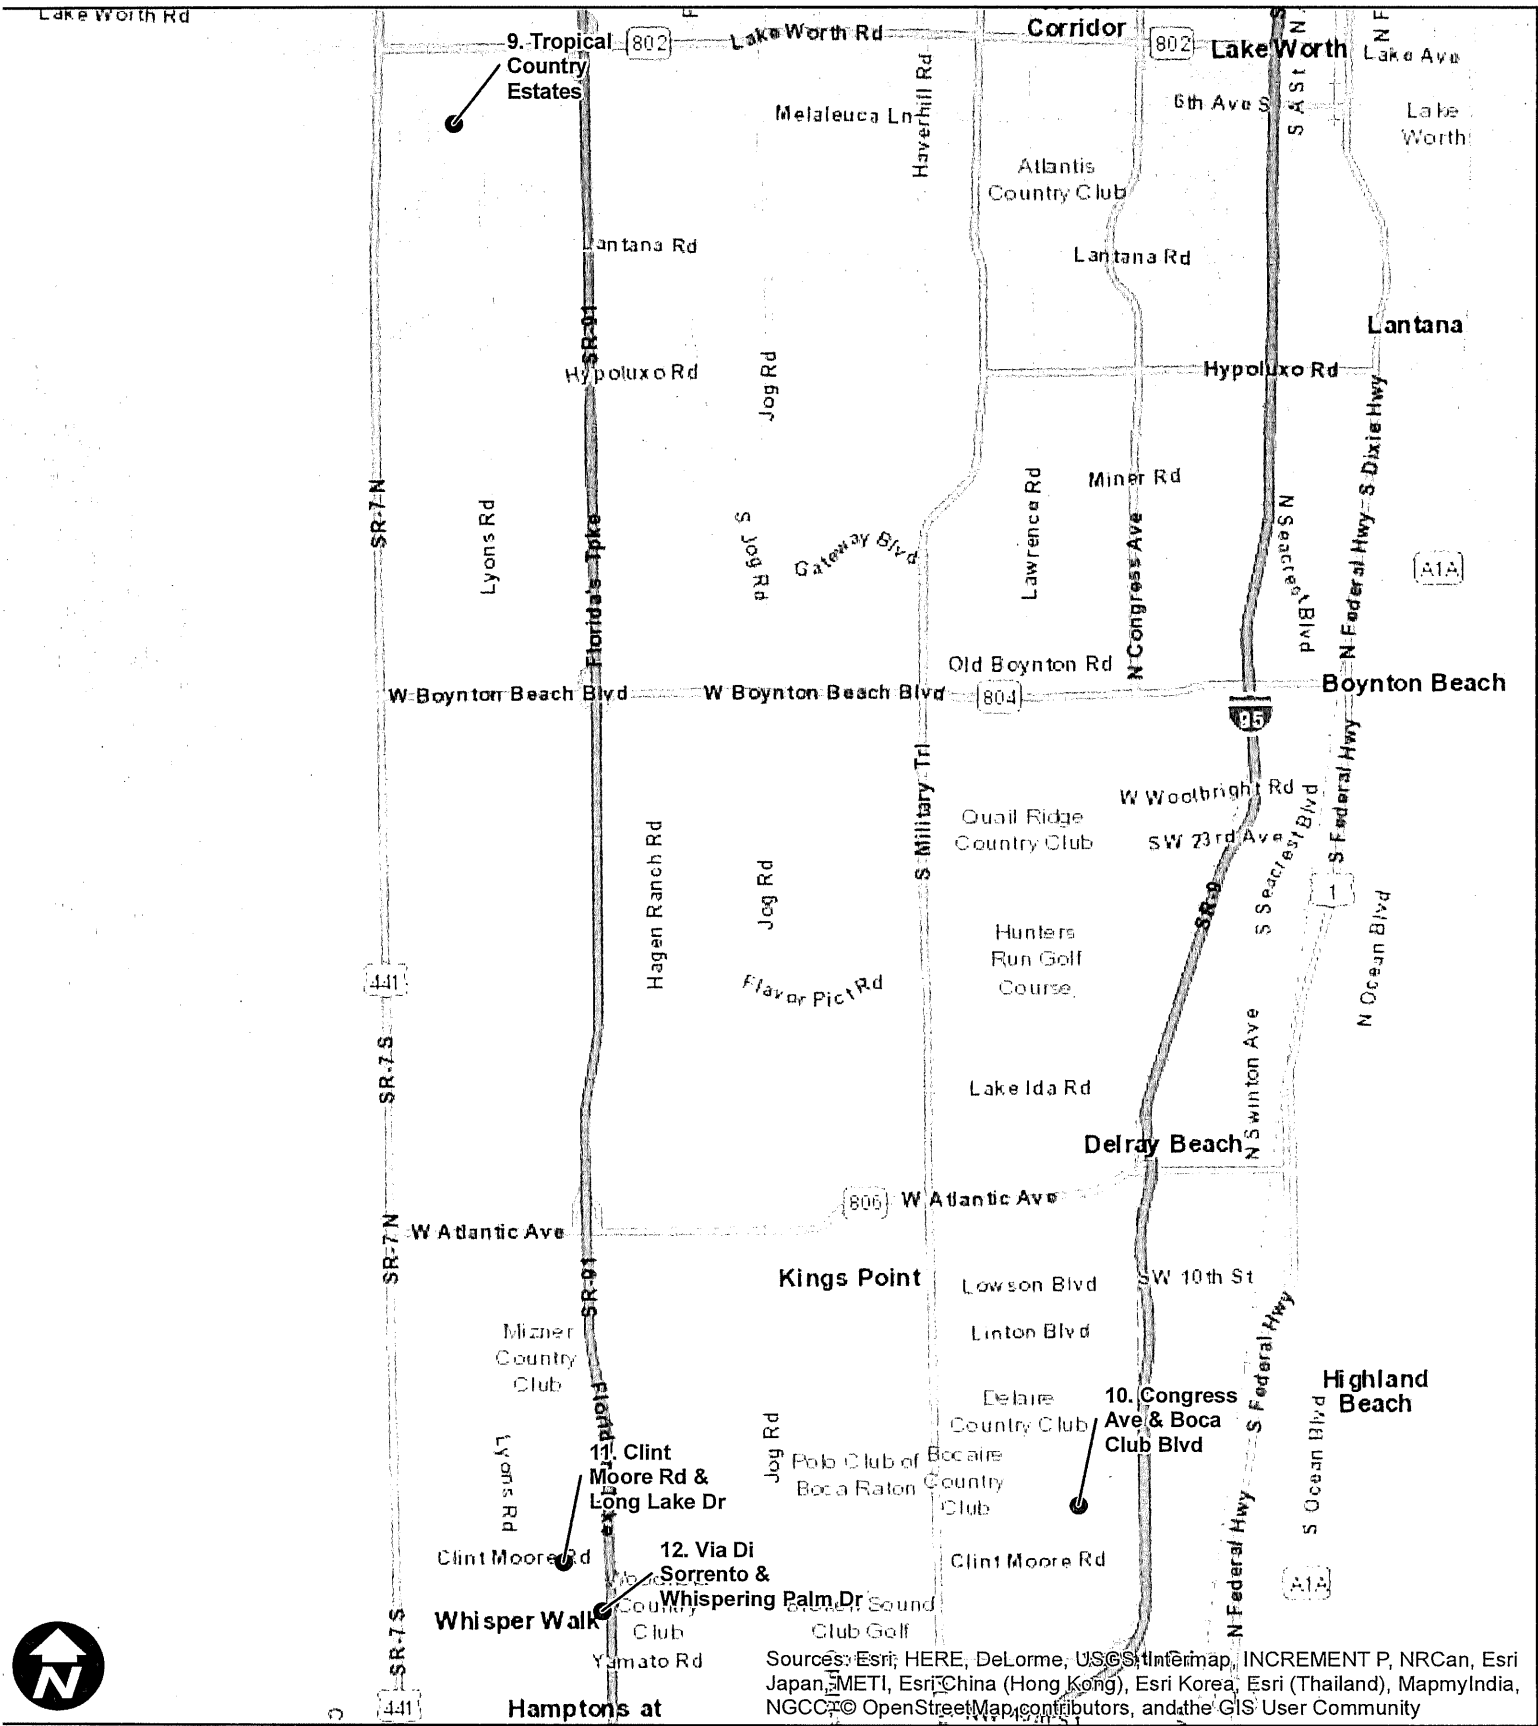 Lake Worth Rd
9. Tropical
Country
Estates
802
Lake Worth Rd
Corridor
802
Lake Worth
Lake Ave
Melaleuca Ln
Haverhill Rd
6th Ave S
S A St
N
Lake
Worth
Atlantis
Country Club
Lantana Rd
Lantana Rd
SR-91
Lantana
Hypoluxo Rd
Jog Rd
Hypoluxo Rd
S Dixie Hwy
SR-7 N
Lyons Rd
Florida's Tpke
S Jog Rd
Gateway Blvd
Lawrence Rd
Miner Rd
N Congress Ave
N Seacrest Blvd
N Federal Hwy
A1A
Old Boynton Rd
W Boynton Beach Blvd
W Boynton Beach Blvd
804
Boynton Beach
95
S Military Trl
W Woolbright Rd
Quail Ridge
Country Club
SW 23rd Ave
S Seacrest Blvd
S Federal Hwy
1
Hagen Ranch Rd
Jog Rd
SR-9
N Ocean Blvd
Hunters
Run Golf
Course
441
Flavor Pict Rd
SR-7 S
Lake Ida Rd
N Swinton Ave
Delray Beach
806
W Atlantic Ave
SR-7 N
W Atlantic Ave
SR-91
Kings Point
Lowson Blvd
SW 10th St
Linton Blvd
S Federal Hwy
Mizner
Country
Club
Highland
Beach
Delaire
Country Club
10. Congress
Ave & Boca
Club Blvd
S Ocean Blvd
Lyons Rd
11. Clint
Moore Rd &
Long Lake Dr
Jog Rd
Polo Club of
Boca Raton
Bocaire
Country
Club
N Federal Hwy
Clint Moore Rd
12. Via Di
Sorrento &
Whispering Palm Dr
Clint Moore Rd
A1A
Whisper Walk
Country
Club
Sound
Club Golf
SR-7 S
N
Yamato Rd
441
Hamptons at
Sources: Esri, HERE, DeLorme, USGS, Intermap, INCREMENT P, NRCan, Esri
Japan, METI, Esri China (Hong Kong), Esri Korea, Esri (Thailand), MapmyIndia,
NGCC, © OpenStreetMap contributors, and the GIS User Community